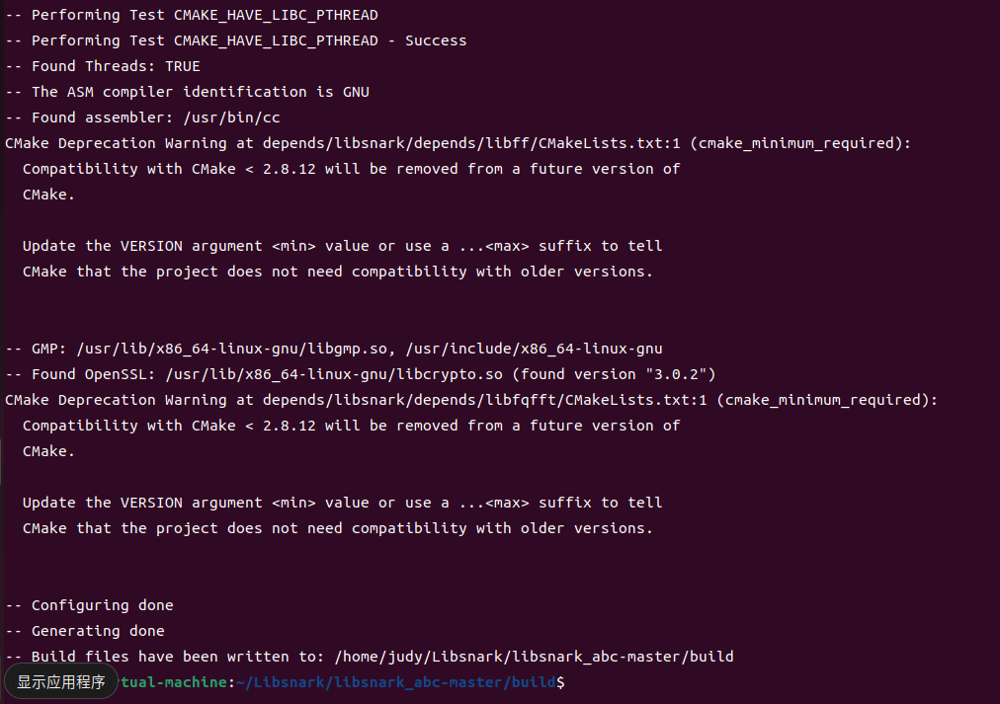 -- Performing Test CMAKE_HAVE_LIBC_PTHREAD
-- Performing Test CMAKE_HAVE_LIBC_PTHREAD - Success
-- Found Threads: TRUE
-- The ASM compiler identification is GNU
-- Found assembler: /usr/bin/cc
CMake Deprecation Warning at depends/libsnark/depends/libff/CMakeLists.txt:1 (cmake_minimum_required):
  Compatibility with CMake < 2.8.12 will be removed from a future version of
  CMake.
  Update the VERSION argument <min> value or use a ...<max> suffix to tell
  CMake that the project does not need compatibility with older versions.
-- GMP: /usr/lib/x86_64-linux-gnu/libgmp.so, /usr/include/x86_64-linux-gnu
-- Found OpenSSL: /usr/lib/x86_64-linux-gnu/libcrypto.so (found version "3.0.2")
CMake Deprecation Warning at depends/libsnark/depends/libfqfft/CMakeLists.txt:1 (cmake_minimum_required):
  Compatibility with CMake < 2.8.12 will be removed from a future version of
  CMake.
  Update the VERSION argument <min> value or use a ...<max> suffix to tell
  CMake that the project does not need compatibility with older versions.
-- Configuring done
-- Generating done
-- Build files have been written to: /home/judy/Libsnark/libsnark_abc-master/build
显示应用程序 tual-machine:~/Libsnark/libsnark_abc-master/build$